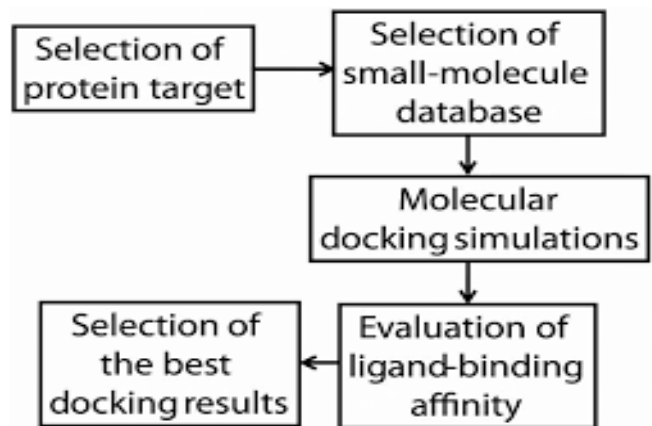 Selection of
protein target
Selection of
small-molecule
database
Molecular
docking simulations
Evaluation of
ligand-binding
affinity
Selection of
the best
docking results